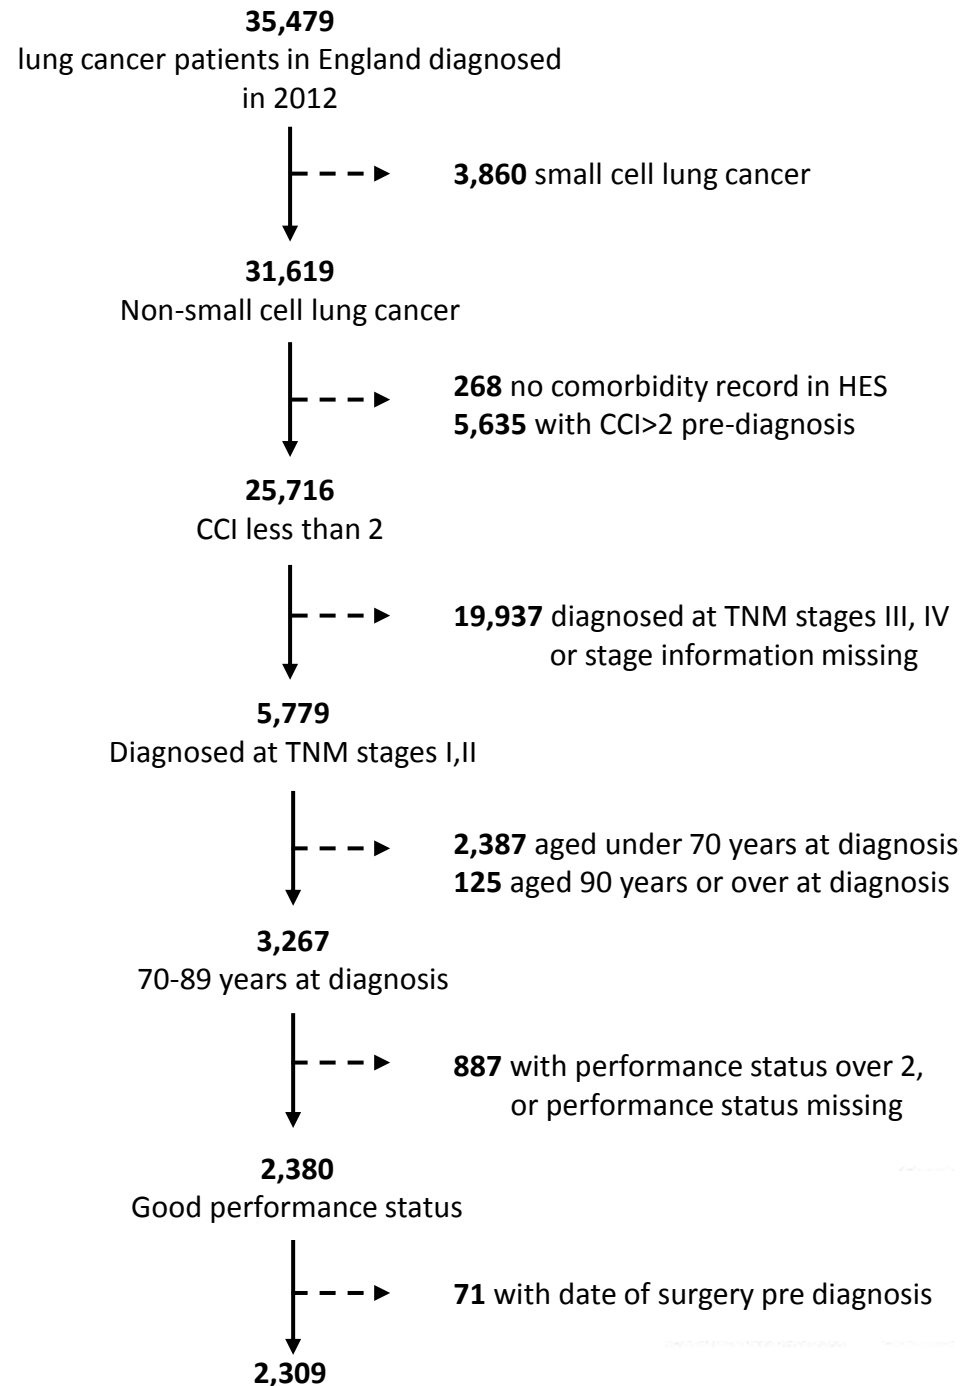 35,479
lung cancer patients in England diagnosed
in 2012
3,860 small cell lung cancer
31,619
Non-small cell lung cancer
268 no comorbidity record in HES
5,635 with CCI>2 pre-diagnosis
25,716
CCI less than 2
19,937 diagnosed at TNM stages III, IV
or stage information missing
5,779
Diagnosed at TNM stages I,II
2,387 aged under 70 years at diagnosis
125 aged 90 years or over at diagnosis
3,267
70-89 years at diagnosis
887 with performance status over 2,
or performance status missing
2,380
Good performance status
71 with date of surgery pre diagnosis
2,309